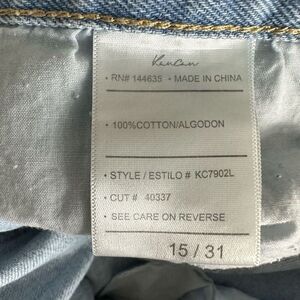 KanCan
• RN# 144635 • MADE IN CHINA
• 100%COTTON/ALGODON
• STYLE / ESTILO # KC7902L
• CUT # 40337
• SEE CARE ON REVERSE
15 / 31